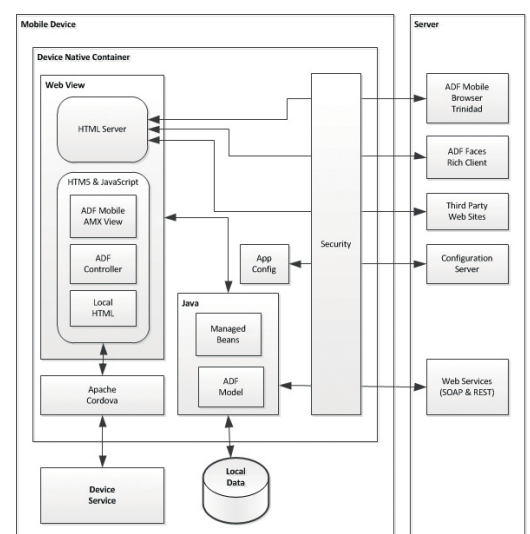 Mobile Device
Server
Device Native Container
Web View
HTML Server
HTM5 & JavaScript
ADF Mobile
AMX View
ADF
Controller
Local
HTML
Apache
Cordova
Device
Service
Java
Managed
Beans
ADF
Model
Local
Data
App
Config
Security
ADF Mobile
Browser
Trinidad
ADF Faces
Rich Client
Third Party
Web Sites
Configuration
Server
Web Services
(SOAP & REST)